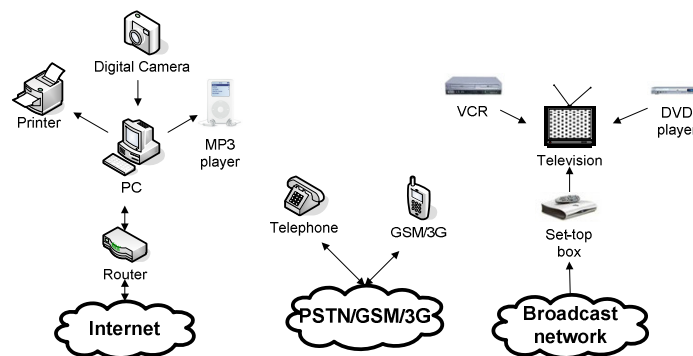 Digital Camera
Printer
MP3
player
PC
VCR
DVD
player
Television
Telephone
GSM/3G
Set-top
box
Router
Internet
PSTN/GSM/3G
Broadcast
network